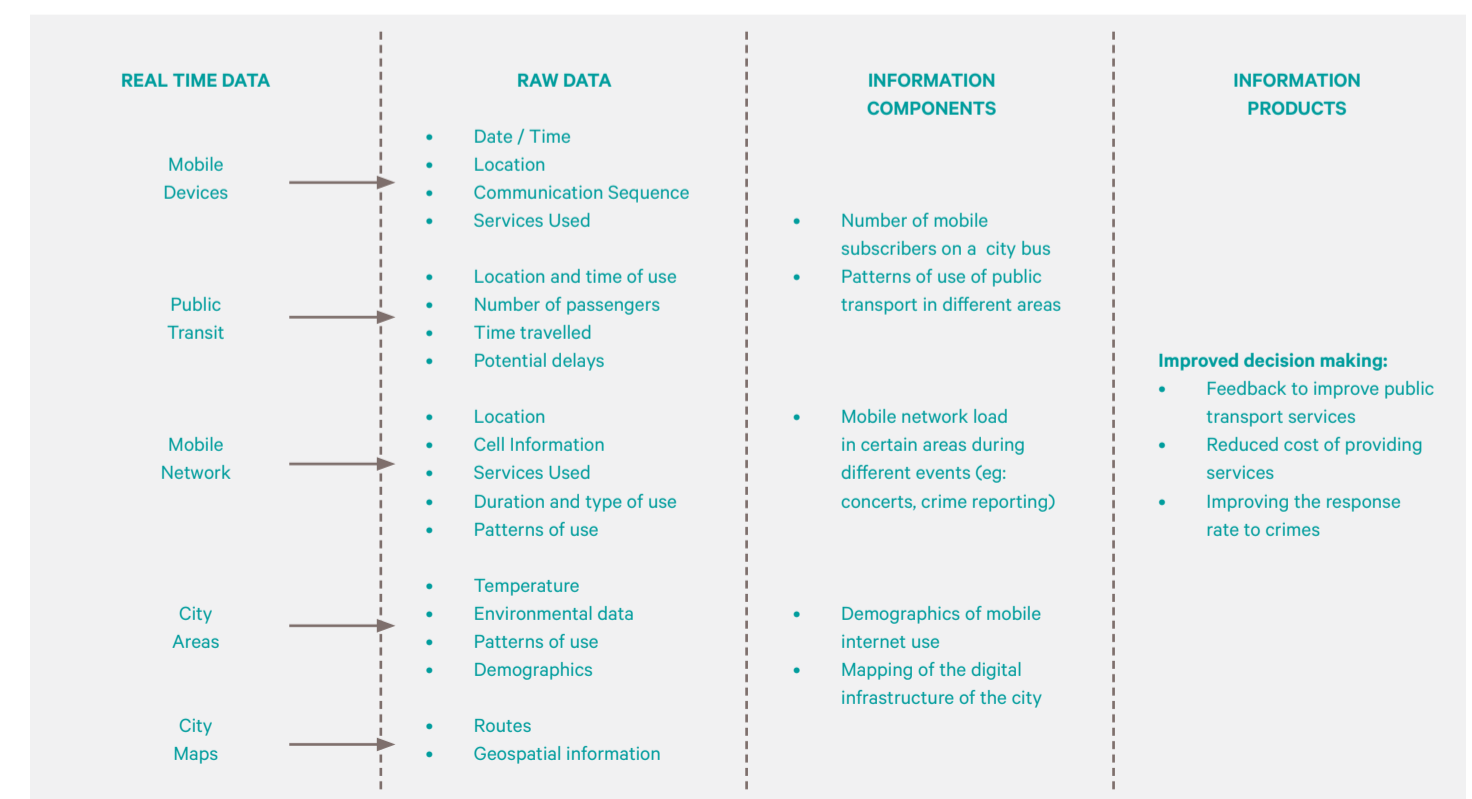 REAL TIME DATA
Mobile
Devices
Public
Transit
Mobile
Network
City
Areas
City
Maps
RAW DATA
• Date / Time
• Location
• Communication Sequence
• Services Used
• Location and time of use
• Number of passengers
• Time travelled
• Potential delays
• Location
• Cell Information
• Services Used
• Duration and type of use
• Patterns of use
• Temperature
• Environmental data
• Patterns of use
• Demographics
• Routes
• Geospatial information
INFORMATION
COMPONENTS
• Number of mobile
subscribers on a city bus
• Patterns of use of public
transport in different areas
• Mobile network load
in certain areas during
different events (eg:
concerts, crime reporting)
• Demographics of mobile
internet use
• Mapping of the digital
infrastructure of the city
INFORMATION
PRODUCTS
Improved decision making:
• Feedback to improve public
transport services
• Reduced cost of providing
services
• Improving the response
rate to crimes